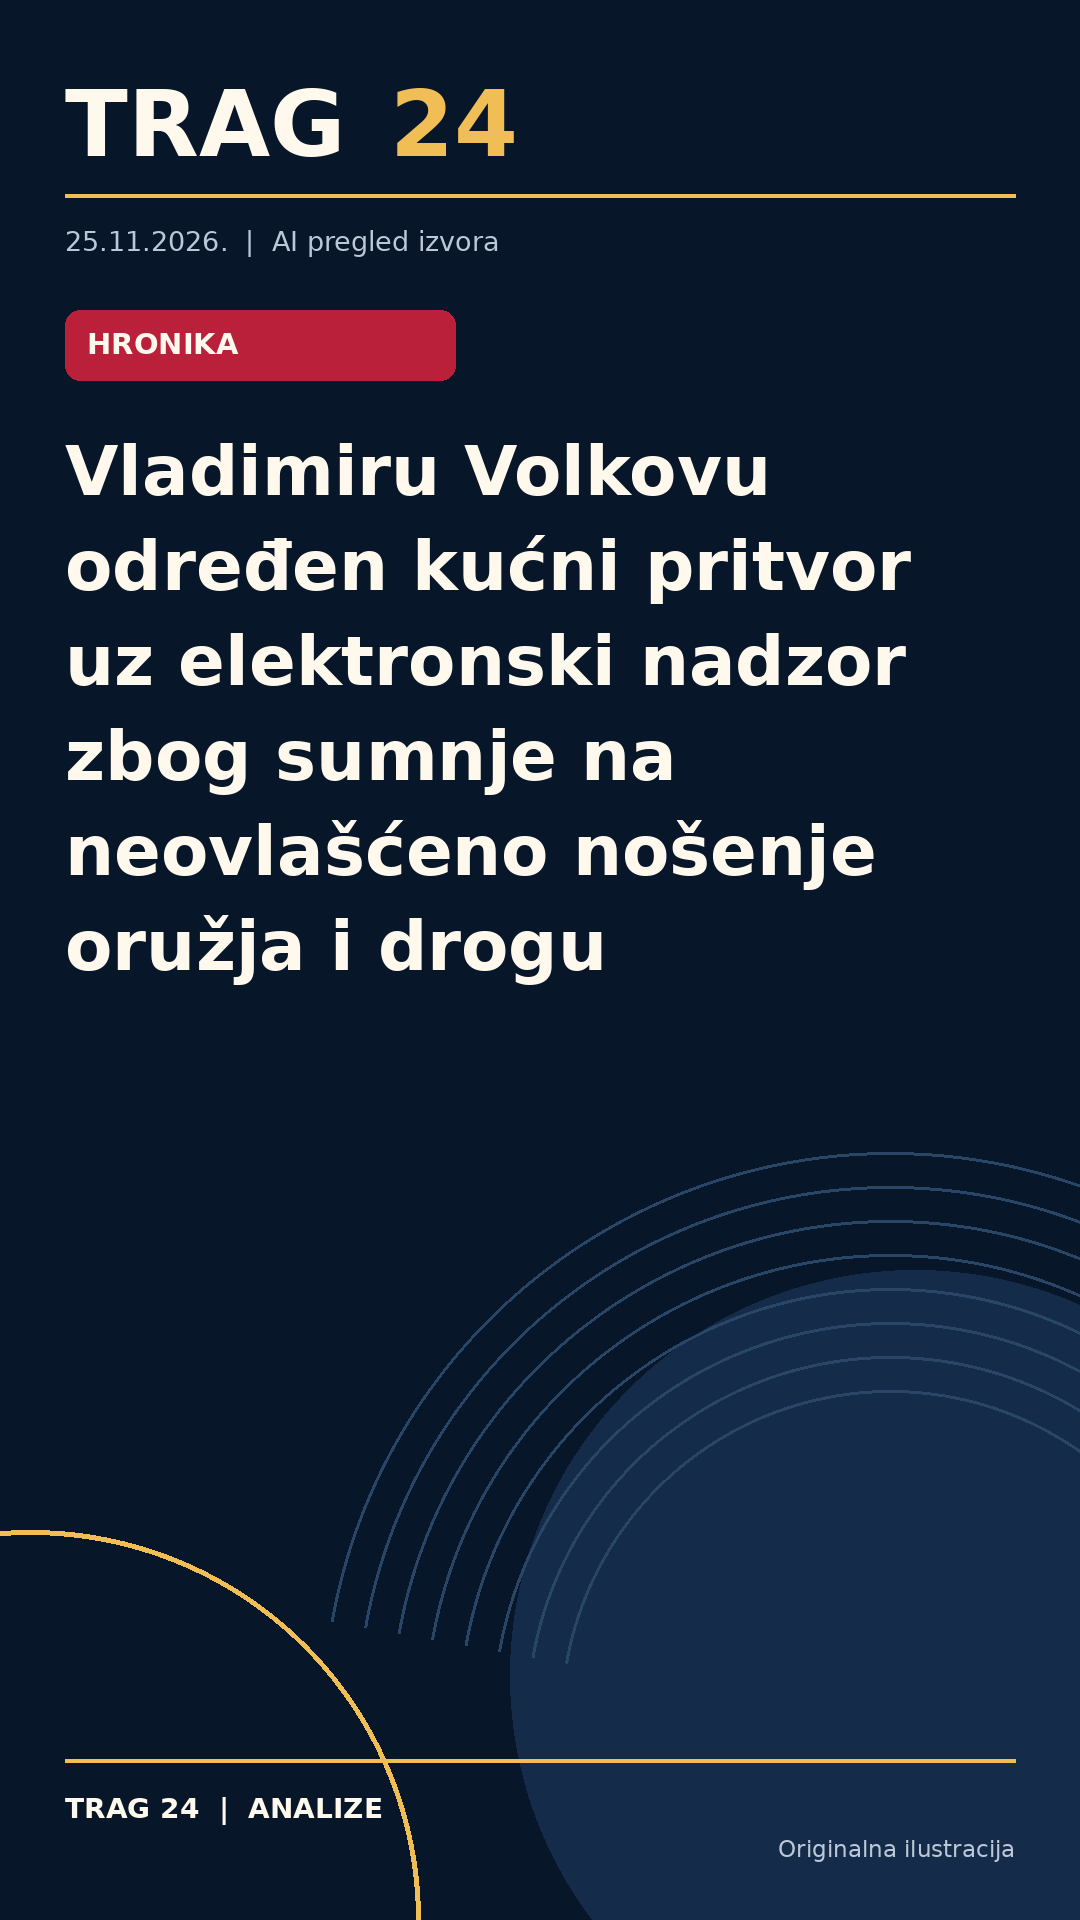 TRAG 24
25.11.2026. | AI pregled izvora
HRONIKA
Vladimiru Volkovu
određen kućni pritvor
uz elektronski nadzor
zbog sumnje na
neovlašćeno nošenje
oružja i drogu
TRAG 24 | ANALIZE
Originalna ilustracija